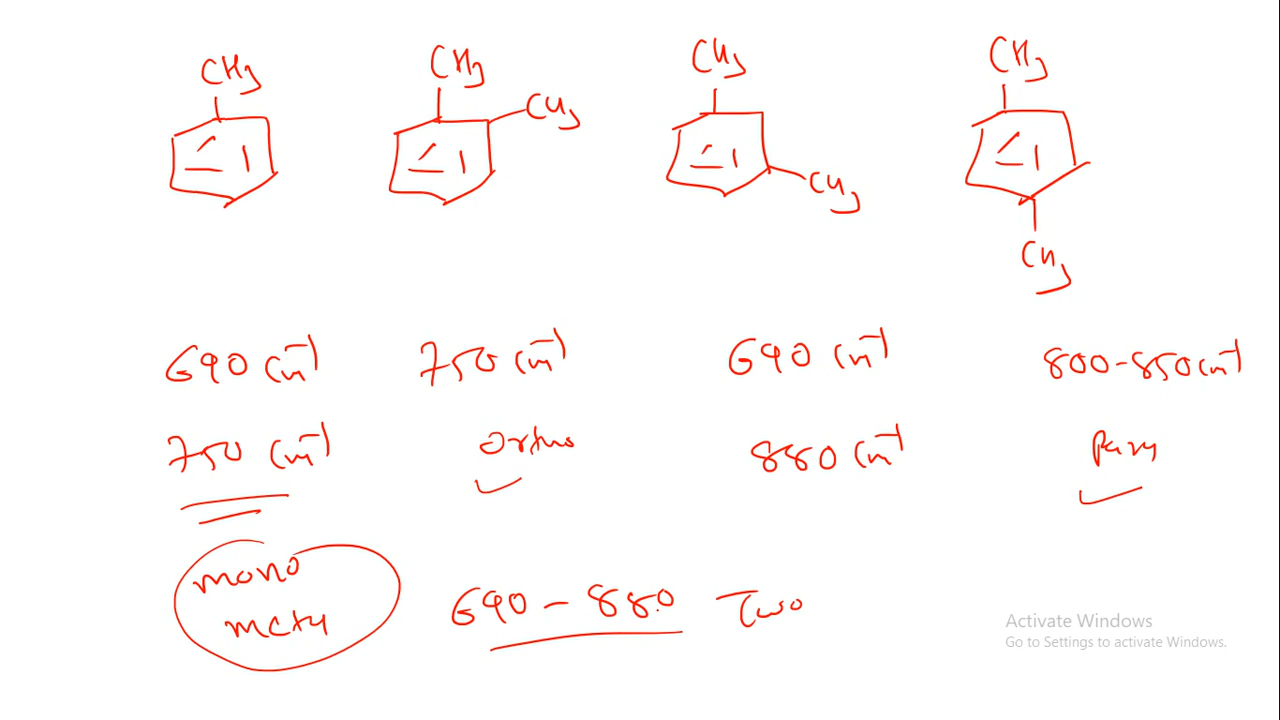 CH3 CH3 CH3 CH3
CH3
CH3
CH3
690 cm⁻¹ 750 cm⁻¹ 690 cm⁻¹ 800-850 cm⁻¹
750 cm⁻¹ ortho 880 cm⁻¹ Para
mono
meta
690 - 880 Two
Activate Windows
Go to Settings to activate Windows.